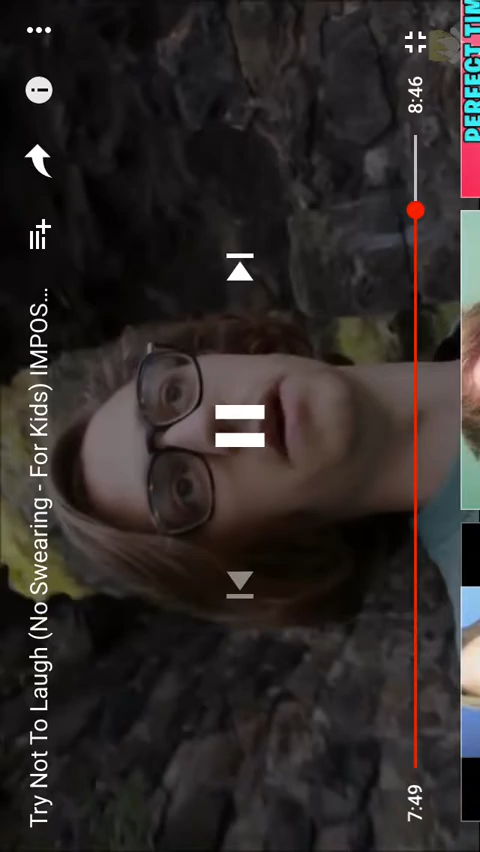 Try Not To Laugh (No Swearing - For Kids) IMPOS...
7:49
8:46
PERFECT TIM